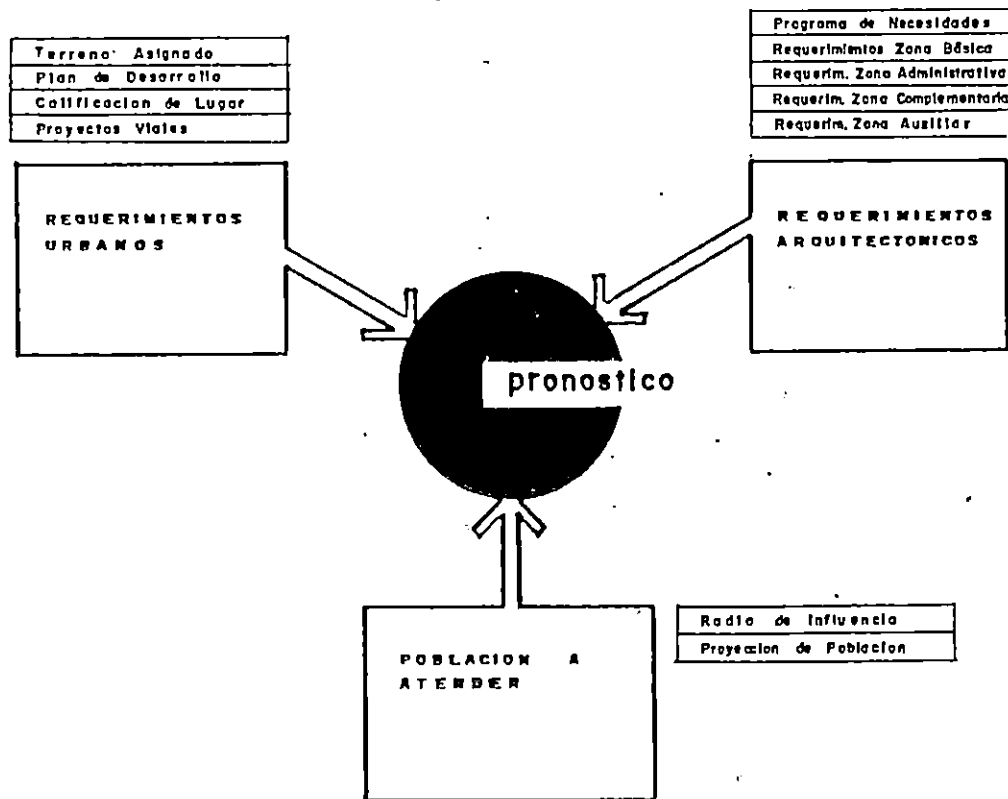 Terreno Asignado
Plan de Desarrollo
Calificacion de Lugar
Proyectos Viales
REQUERIMIENTOS
URBANOS
Programa de Necesidades
Requerimientos Zona Básica
Requerim. Zona Administrativa
Requerim. Zona Complementaria
Requerim. Zona Auxiliar
REQUERIMIENTOS
ARQUITECTONICOS
pronostico
POBLACION A
ATENDER
Radio de Influencia
Proyeccion de Poblacion